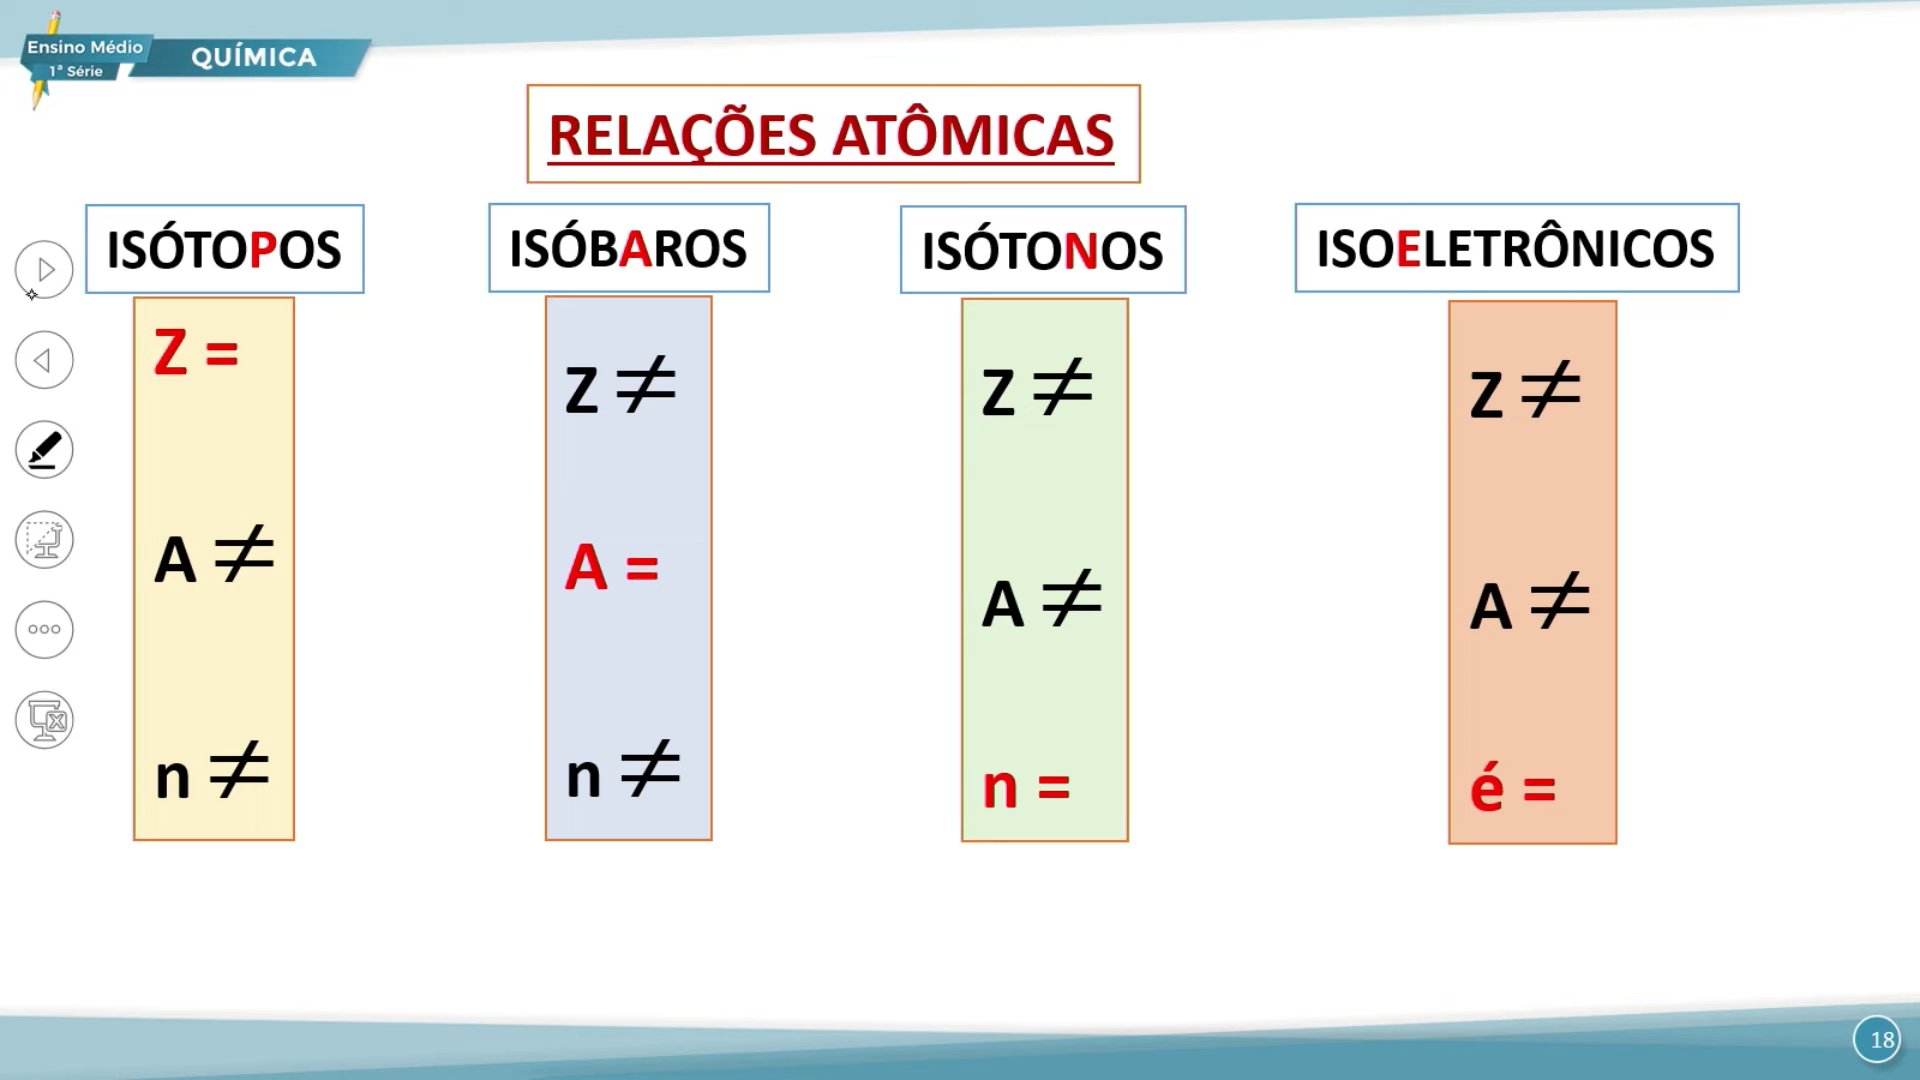 Ensino Médio
1ª Série
QUÍMICA
RELAÇÕES ATÔMICAS
ISÓTOPOS
Z =
A ≠
n ≠
ISÓBAROS
Z ≠
A =
n ≠
ISÓTONOS
Z ≠
A ≠
n =
ISOELETRÔNICOS
Z ≠
A ≠
é =
18